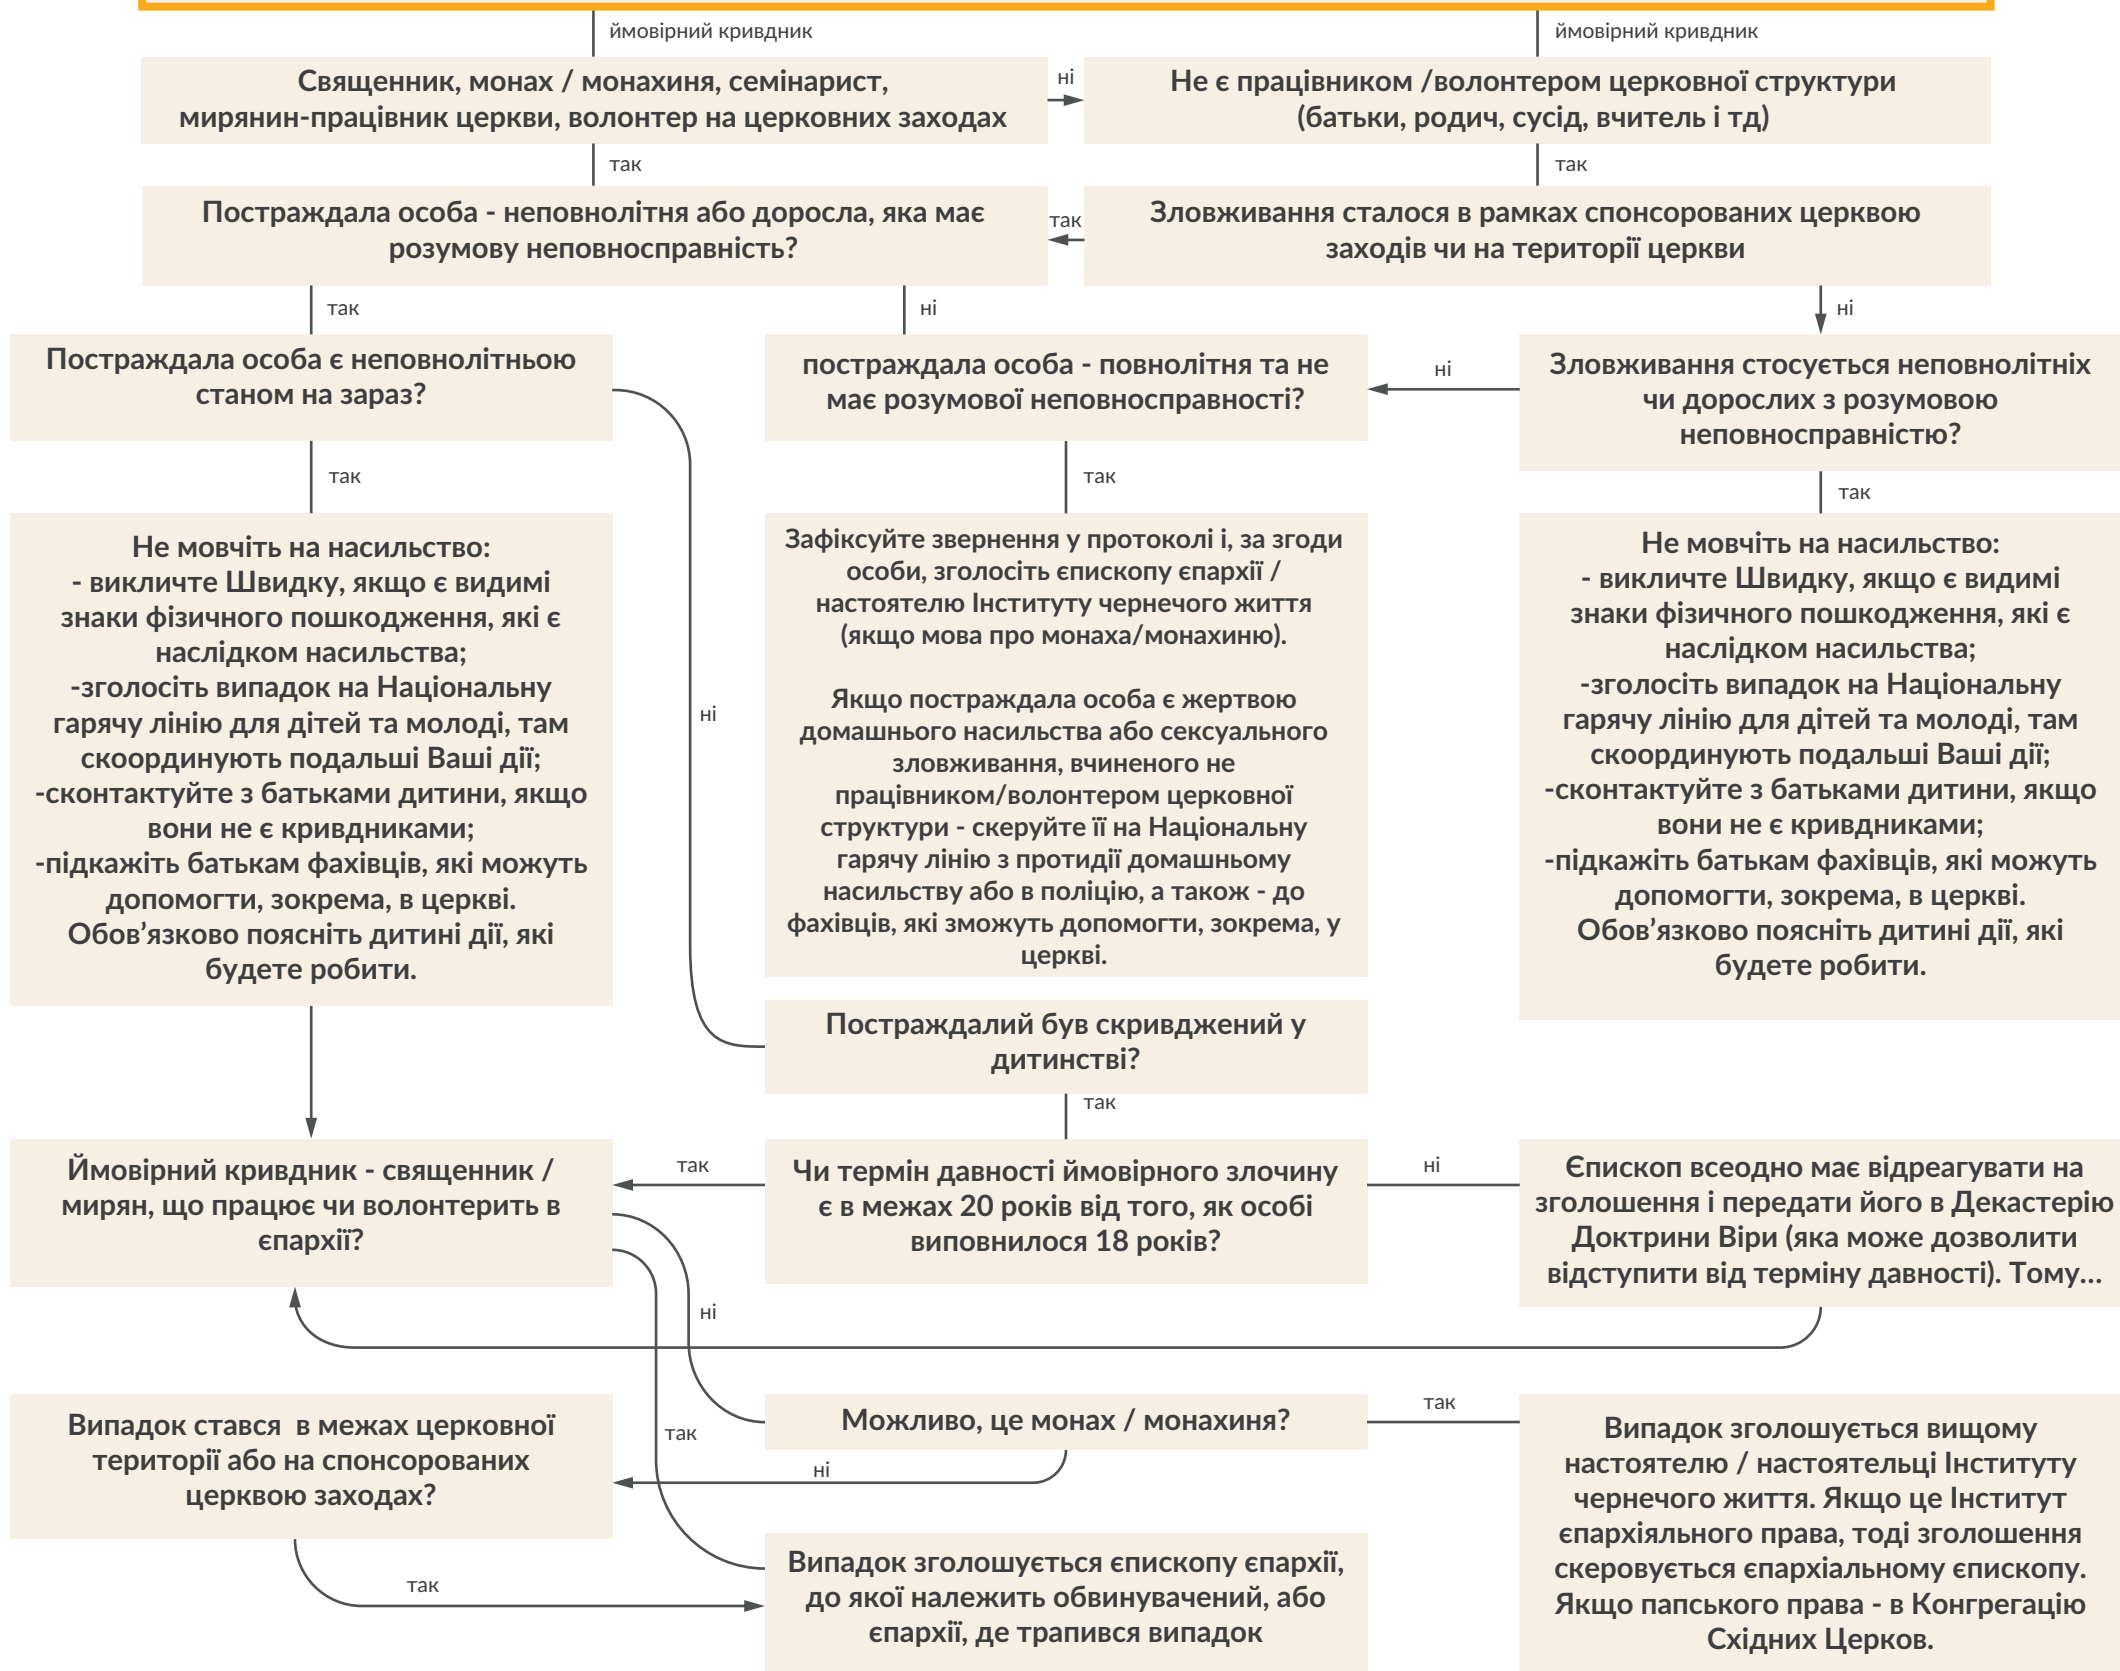 ймовірний кривдник
ймовірний кривдник
Священник, монах / монахиня, семінарист,
мирянин-працівник церкви, волонтер на церковних заходах
ні
Не є працівником /волонтером церковної структури
(батьки, родич, сусід, вчитель і тд)
так
так
Постраждала особа - неповнолітня або доросла, яка має
розумову неповносправність?
так
Зловживання сталося в рамках спонсорованих церквою
заходів чи на території церкви
так
ні
ні
Постраждала особа є неповнолітньою
станом на зараз?
постраждала особа - повнолітня та не
має розумової неповносправності?
ні
Зловживання стосується неповнолітніх
чи дорослих з розумовою
неповносправністю?
так
так
так
Не мовчіть на насильство:
- викличте Швидку, якщо є видимі
знаки фізичного пошкодження, які є
наслідком насильства;
-зголосіть випадок на Національну
гарячу лінію для дітей та молоді, там
скоординують подальші Ваші дії;
-сконтактуйте з батьками дитини, якщо
вони не є кривдниками;
-підкажіть батькам фахівців, які можуть
допомогти, зокрема, в церкві.
Обов’язково поясніть дитині дії, які
будете робити.
ні
Зафіксуйте звернення у протоколі і, за згоди
особи, зголосіть єпископу єпархії /
настоятелю Інституту чернечого життя
(якщо мова про монаха/монахиню).
Якщо постраждала особа є жертвою
домашнього насильства або сексуального
зловживання, вчиненого не
працівником/волонтером церковної
структури - скеруйте її на Національну
гарячу лінію з протидії домашньому
насильству або в поліцію, а також - до
фахівців, які зможуть допомогти, зокрема, у
церкві.
Не мовчіть на насильство:
- викличте Швидку, якщо є видимі
знаки фізичного пошкодження, які є
наслідком насильства;
-зголосіть випадок на Національну
гарячу лінію для дітей та молоді, там
скоординують подальші Ваші дії;
-сконтактуйте з батьками дитини, якщо
вони не є кривдниками;
-підкажіть батькам фахівців, які можуть
допомогти, зокрема, в церкві.
Обов’язково поясніть дитині дії, які
будете робити.
Постраждалий був скривджений у
дитинстві?
так
Ймовірний кривдник - священник /
мирян, що працює чи волонтерить в
єпархії?
так
Чи термін давності ймовірного злочину
є в межах 20 років від того, як особі
виповнилося 18 років?
ні
Єпископ всеодно має відреагувати на
зголошення і передати його в Декастерію
Доктрини Віри (яка може дозволити
відступити від терміну давності). Тому...
ні
Випадок стався в межах церковної
території або на спонсорованих
церквою заходах?
так
Можливо, це монах / монахиня?
ні
так
Випадок зголошується вищому
настоятелю / настоятельці Інституту
чернечого життя. Якщо це Інститут
єпархіяльного права, тоді зголошення
скеровується єпархіальному єпископу.
Якщо папського права - в Конгрегацію
Східних Церков.
так
Випадок зголошується єпископу єпархії,
до якої належить обвинувачений, або
єпархії, де трапився випадок